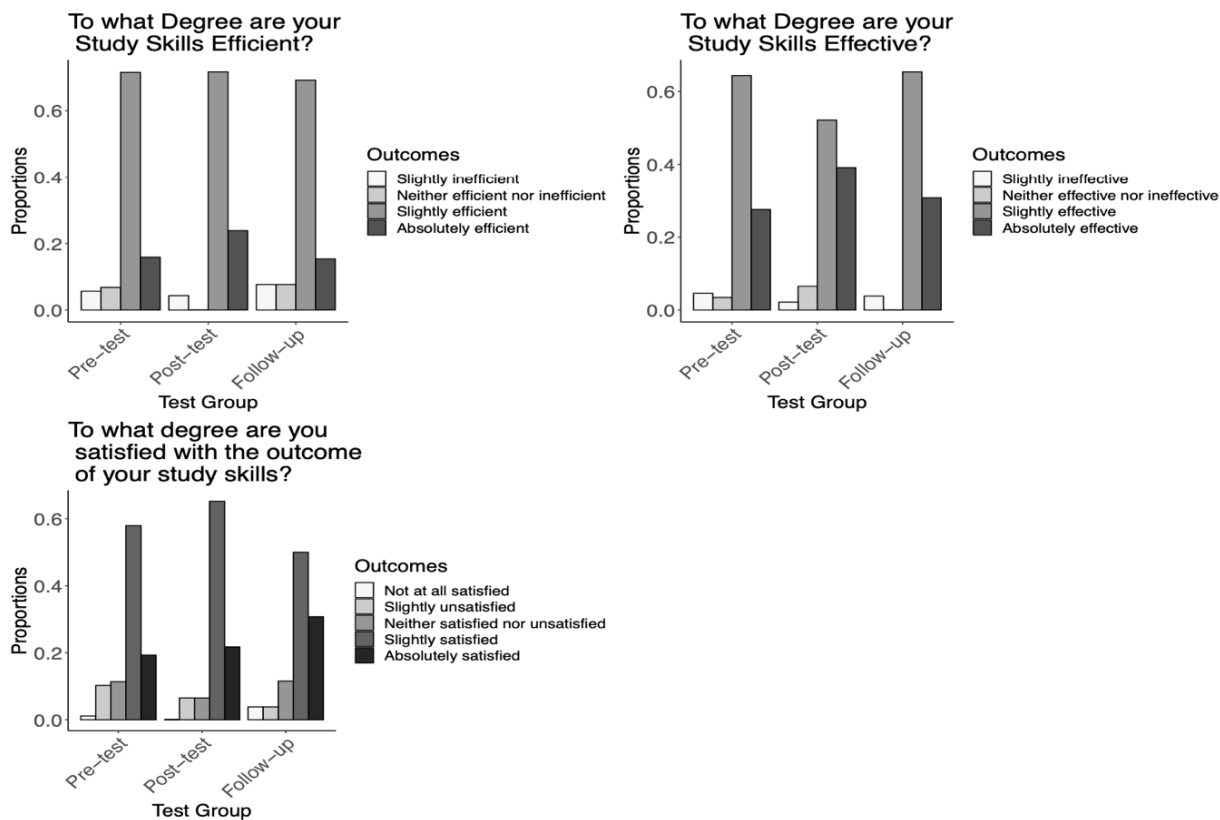 To what Degree are your
Study Skills Efficient?
Proportions
0.6
0.4
0.2
0.0
Pre-test
Post-test
Follow-up
Test Group
Outcomes
Slightly inefficient
Neither efficient nor inefficient
Slightly efficient
Absolutely efficient
To what Degree are your
Study Skills Effective?
Proportions
0.6
0.4
0.2
0.0
Pre-test
Post-test
Follow-up
Test Group
Outcomes
Slightly ineffective
Neither effective nor ineffective
Slightly effective
Absolutely effective
To what degree are you
satisfied with the outcome
of your study skills?
Proportions
0.6
0.4
0.2
0.0
Pre-test
Post-test
Follow-up
Test Group
Outcomes
Not at all satisfied
Slightly unsatisfied
Neither satisfied nor unsatisfied
Slightly satisfied
Absolutely satisfied